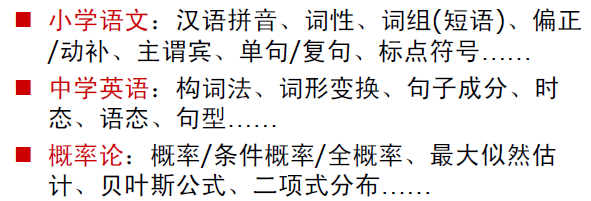 ■ 小学语文：汉语拼音、词性、词组(短语)、偏正
/动补、主谓宾、单句/复句、标点符号……
■ 中学英语：构词法、词形变换、句子成分、时
态、语态、句型……
■ 概率论：概率/条件概率/全概率、最大似然估
计、贝叶斯公式、二项式分布……